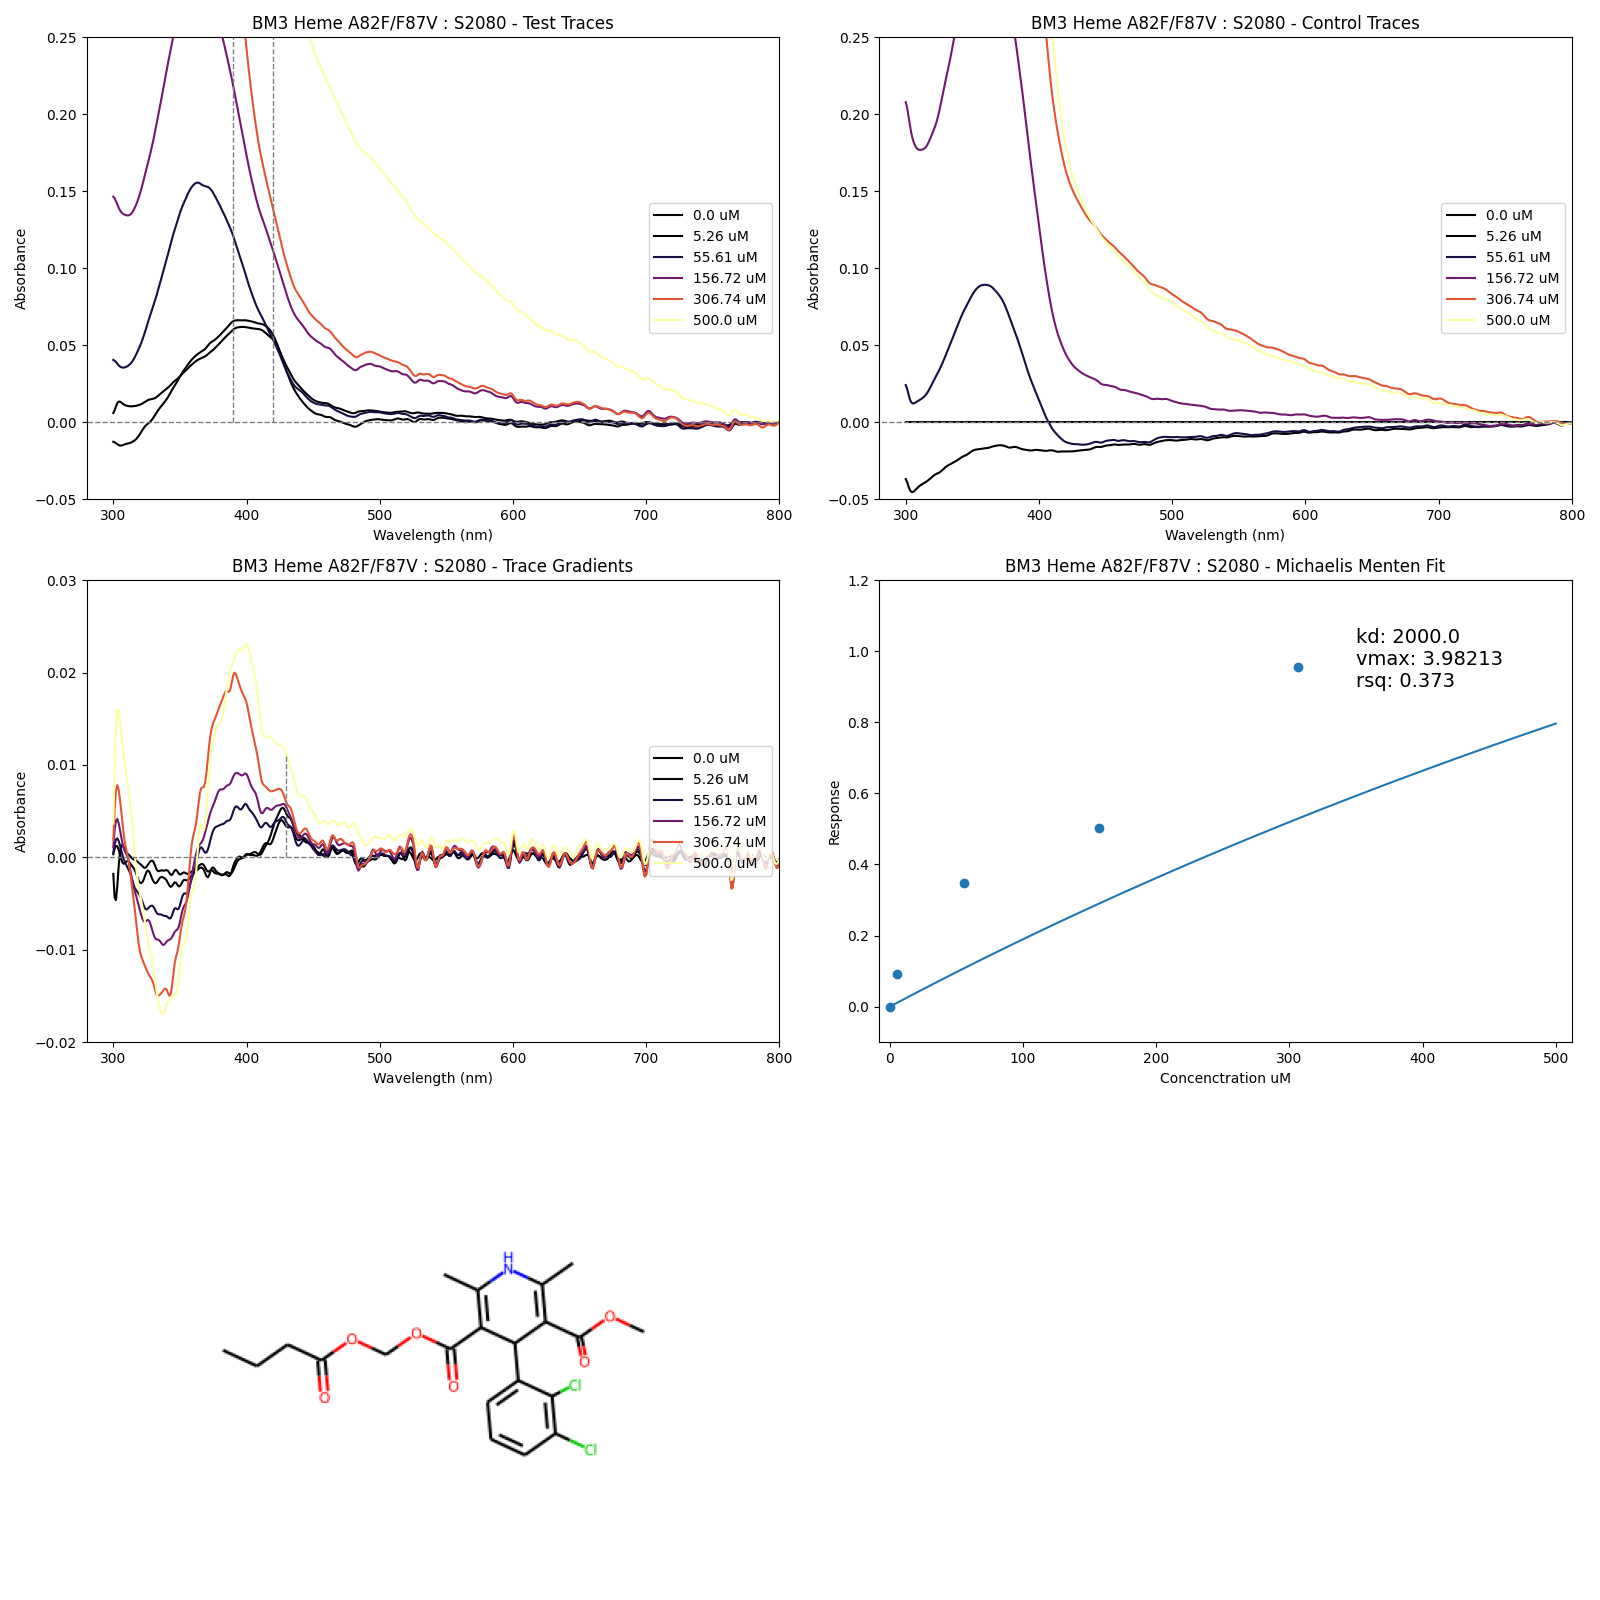 BM3 Heme A82F/F87V : S2080 - Test Traces
0.25
0.20
0.15
0.10
0.05
0.00
−0.05
Absorbance
300 400 500 600 700 800
Wavelength (nm)
0.0 uM
5.26 uM
55.61 uM
156.72 uM
306.74 uM
500.0 uM
BM3 Heme A82F/F87V : S2080 - Control Traces
0.25
0.20
0.15
0.10
0.05
0.00
−0.05
Absorbance
300 400 500 600 700 800
Wavelength (nm)
0.0 uM
5.26 uM
55.61 uM
156.72 uM
306.74 uM
500.0 uM
BM3 Heme A82F/F87V : S2080 - Trace Gradients
0.03
0.02
0.01
0.00
−0.01
−0.02
Absorbance
300 400 500 600 700 800
Wavelength (nm)
0.0 uM
5.26 uM
55.61 uM
156.72 uM
306.74 uM
500.0 uM
BM3 Heme A82F/F87V : S2080 - Michaelis Menten Fit
1.2
1.0
0.8
0.6
0.4
0.2
0.0
Response
0 100 200 300 400 500
Concenctration uM
kd: 2000.0
vmax: 3.98213
rsq: 0.373
H
N
O
O
O
O
O
O
Cl
Cl